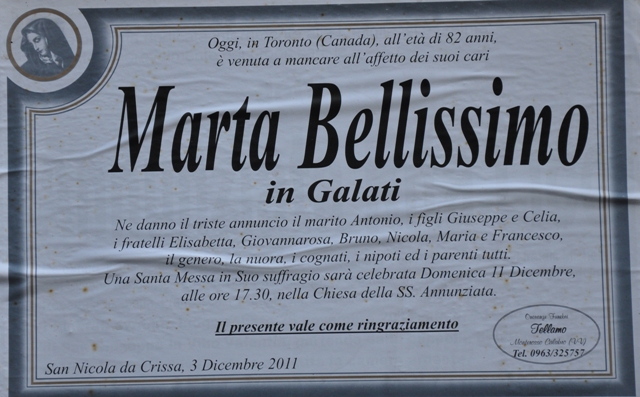 Oggi, in Toronto (Canada), all'età di 82 anni,
è venuta a mancare all'affetto dei suoi cari
Marta Bellissimo
in Galati
Ne danno il triste annuncio il marito Antonio, i figli Giuseppe e Celia,
i fratelli Elisabetta, Giovannarosa, Bruno, Nicola, Maria e Francesco,
il genero, la nuora, i cognati, i nipoti ed i parenti tutti.
Una Santa Messa in Suo suffragio sarà celebrata Domenica 11 Dicembre,
alle ore 17.30, nella Chiesa della SS. Annunziata.
Il presente vale come ringraziamento
San Nicola da Crissa, 3 Dicembre 2011
Onoranze Funebri
Tellamo
(VV)
Tel. 0963/325757